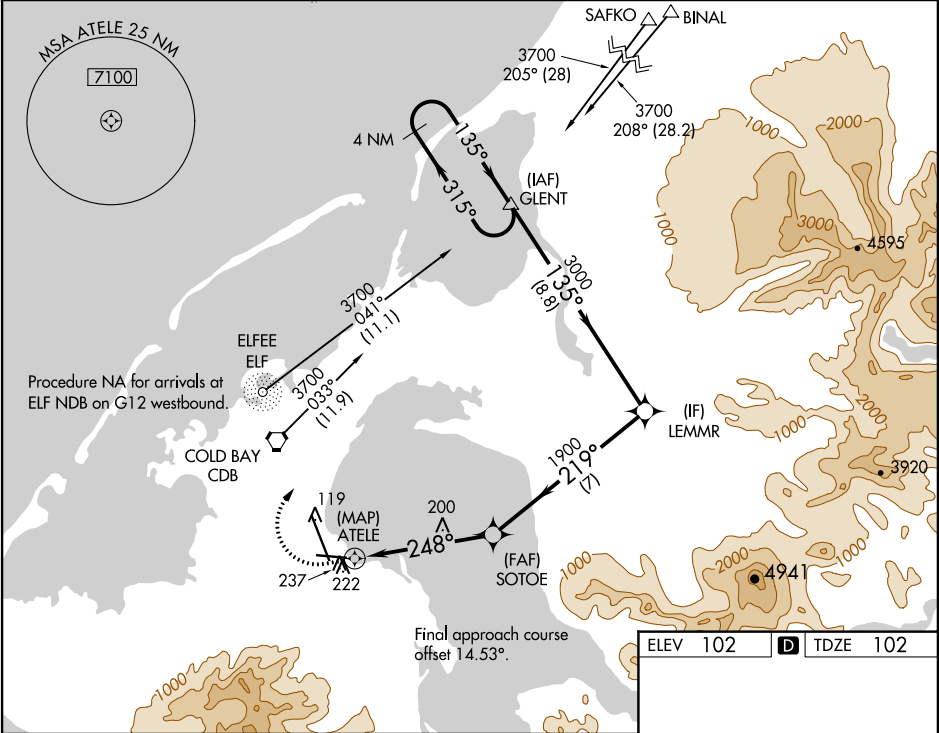 MSA ATELE 25 NM
7100
SAFKO
BINAL
3700
205° (28)
3700
208° (28.2)
1000
2000
1000
3000
4595
4 NM
135°
315°
(IAF)
GLENT
3000
135°
(8.8)
3700
041°
(11.1)
ELFEE
ELF
3700
033°
(11.9)
Procedure NA for arrivals at
ELF NDB on G12 westbound.
COLD BAY
CDB
(IF)
LEMMR
1900
219°
(7)
2000
1000
3920
119
(MAP)
ATELE
200
248°
(FAF)
SOTOE
237
222
1000
2000
4941
1000
Final approach course
offset 14.53°.
1000
1000
ELEV 102 D TDZE 102